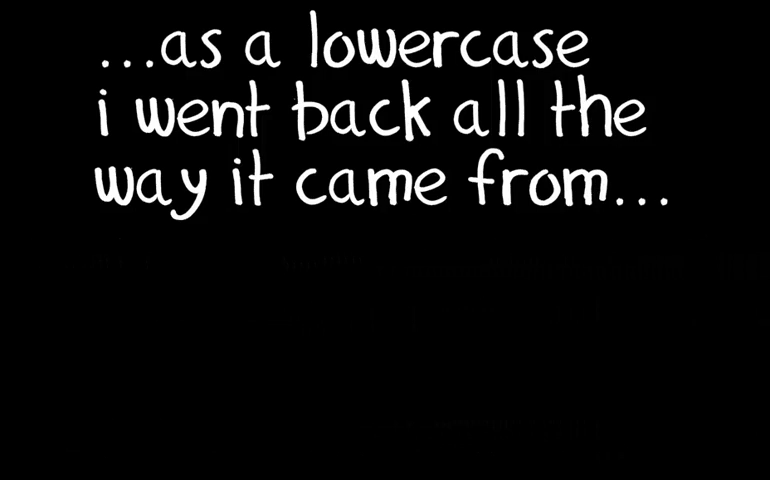 ...as a lowercase
i went back all the
way it came from...